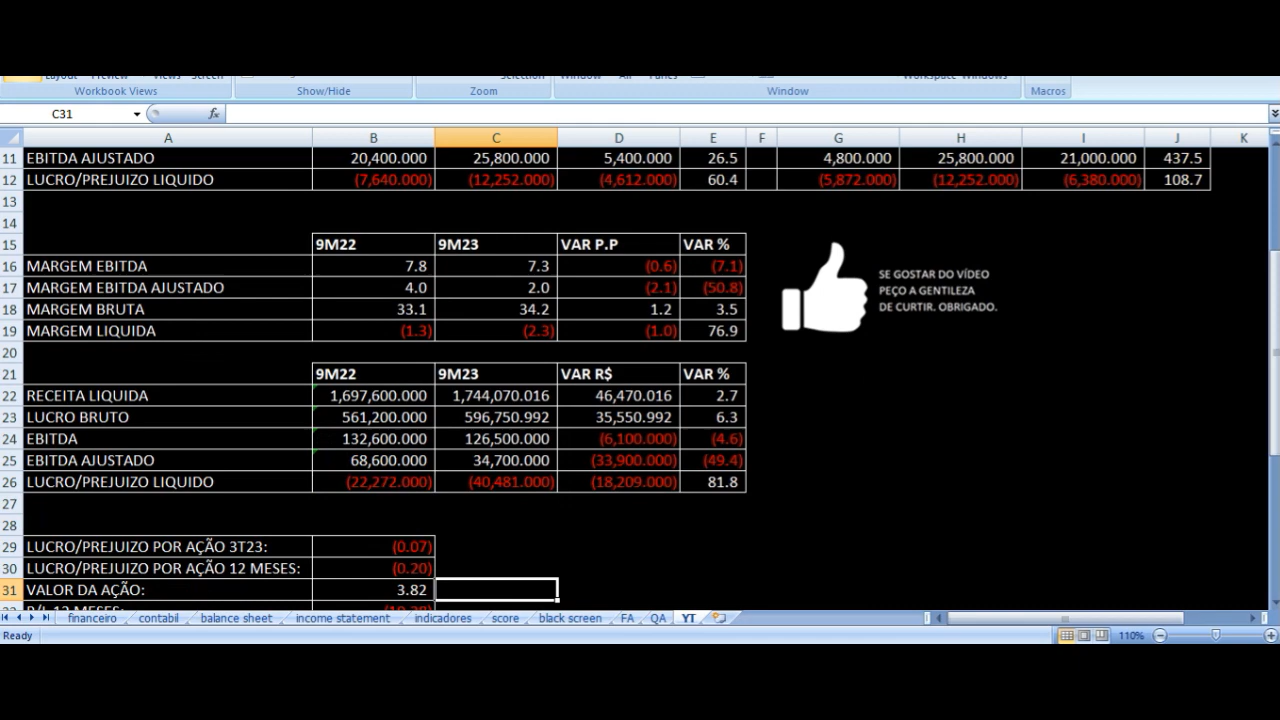 Workbook Views Show/Hide Zoom Window Macros
C31 fx
A B C D E F G H I J K
11 EBITDA AJUSTADO 20,400.000 25,800.000 5,400.000 26.5 4,800.000 25,800.000 21,000.000 437.5
12 LUCRO/PREJUIZO LIQUIDO (7,640.000) (12,252.000) (4,612.000) 60.4 (5,872.000) (12,252.000) (6,380.000) 108.7
13
14
15 9M22 9M23 VAR P.P VAR %
16 MARGEM EBITDA 7.8 7.3 (0.6) (7.1)
17 MARGEM EBITDA AJUSTADO 4.0 2.0 (2.1) (50.8)
18 MARGEM BRUTA 33.1 34.2 1.2 3.5
19 MARGEM LIQUIDA (1.3) (2.3) (1.0) 76.9
SE GOSTAR DO VÍDEO
PEÇO A GENTILEZA
DE CURTIR. OBRIGADO.
20
21 9M22 9M23 VAR R$ VAR %
22 RECEITA LIQUIDA 1,697,600.000 1,744,070.016 46,470.016 2.7
23 LUCRO BRUTO 561,200.000 596,750.992 35,550.992 6.3
24 EBITDA 132,600.000 126,500.000 (6,100.000) (4.6)
25 EBITDA AJUSTADO 68,600.000 34,700.000 (33,900.000) (49.4)
26 LUCRO/PREJUIZO LIQUIDO (22,272.000) (40,481.000) (18,209.000) 81.8
27
28
29 LUCRO/PREJUIZO POR AÇÃO 3T23: (0.07)
30 LUCRO/PREJUIZO POR AÇÃO 12 MESES: (0.20)
31 VALOR DA AÇÃO: 3.82
financeiro contabil balance sheet income statement indicadores score black screen FA QA YT
Ready 110%